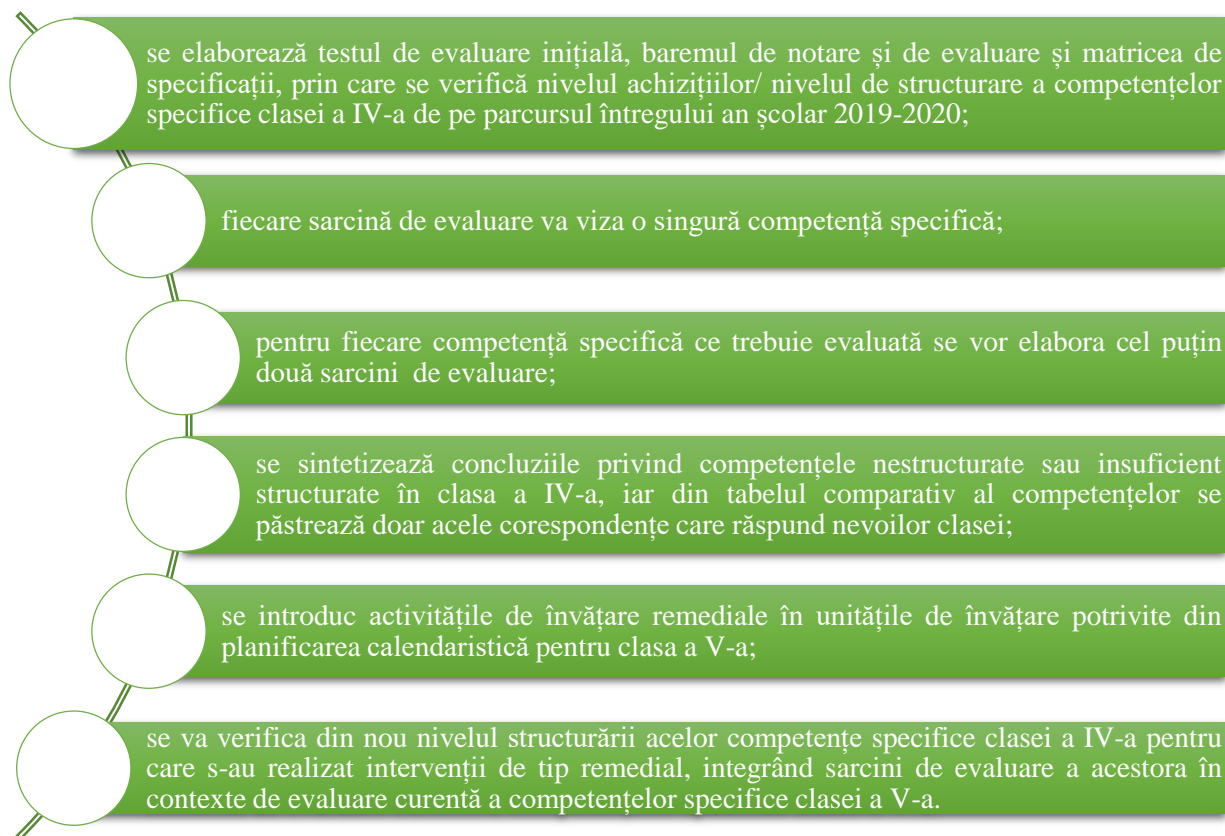 se elaborează testul de evaluare inițială, baremul de notare și de evaluare și matricea de
specificații, prin care se verifică nivelul achizițiilor/ nivelul de structurare a competențelor
specifice clasei a IV-a de pe parcursul întregului an școlar 2019-2020;
fiecare sarcină de evaluare va viza o singură competență specifică;
pentru fiecare competență specifică ce trebuie evaluată se vor elabora cel puțin
două sarcini de evaluare;
se sintetizează concluziile privind competențele nestructurate sau insuficient
structurate în clasa a IV-a, iar din tabelul comparativ al competențelor se
păstrează doar acele corespondențe care răspund nevoilor clasei;
se introduc activitățile de învățare remediale în unitățile de învățare potrivite din
planificarea calendaristică pentru clasa a V-a;
se va verifica din nou nivelul structurării acelor competențe specifice clasei a IV-a pentru
care s-au realizat intervenții de tip remedial, integrând sarcini de evaluare a acestora în
contexte de evaluare curentă a competențelor specifice clasei a V-a.